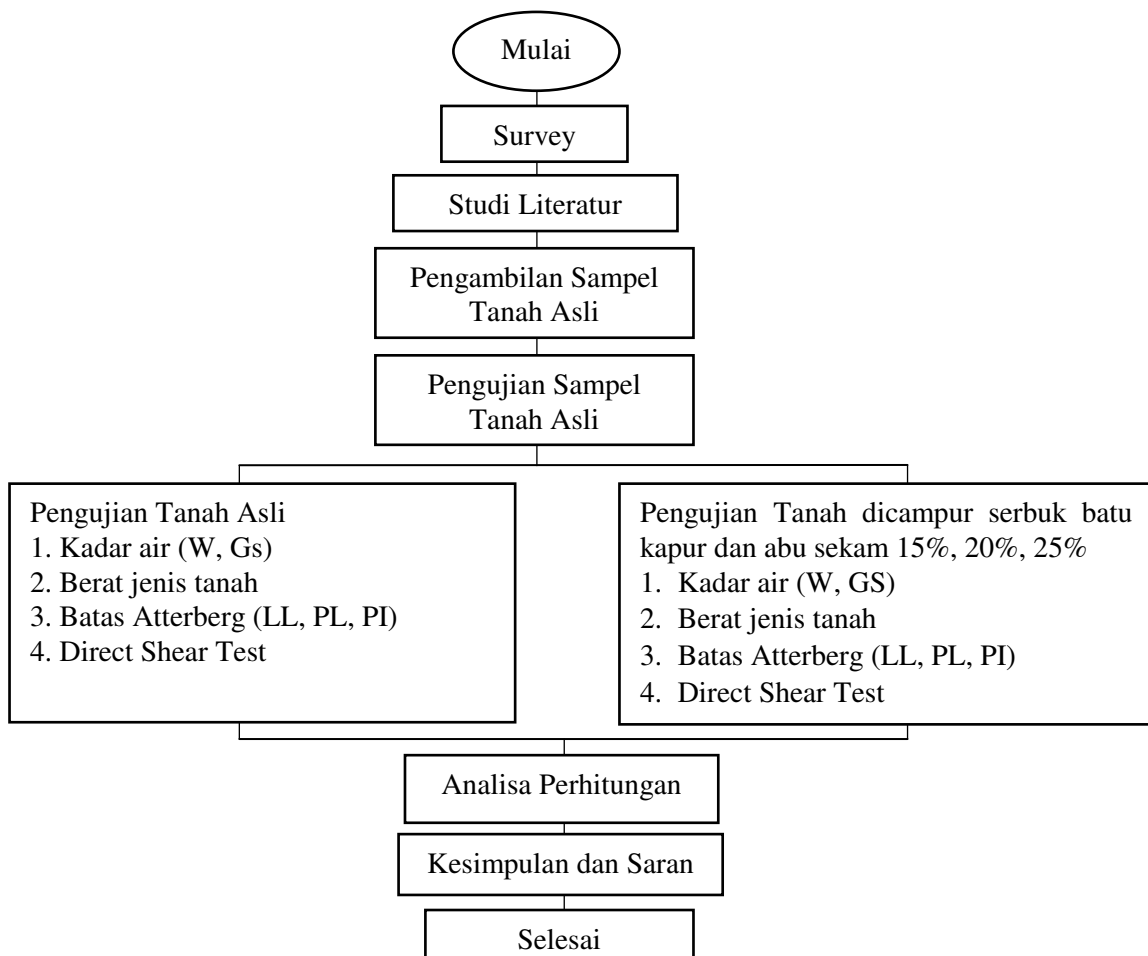 Mulai
Survey
Studi Literatur
Pengambilan Sampel
Tanah Asli
Pengujian Sampel
Tanah Asli
Pengujian Tanah Asli
1. Kadar air (W, Gs)
2. Berat jenis tanah
3. Batas Atterberg (LL, PL, PI)
4. Direct Shear Test
Pengujian Tanah dicampur serbuk batu
kapur dan abu sekam 15%, 20%, 25%
1. Kadar air (W, GS)
2. Berat jenis tanah
3. Batas Atterberg (LL, PL, PI)
4. Direct Shear Test
Analisa Perhitungan
Kesimpulan dan Saran
Selesai